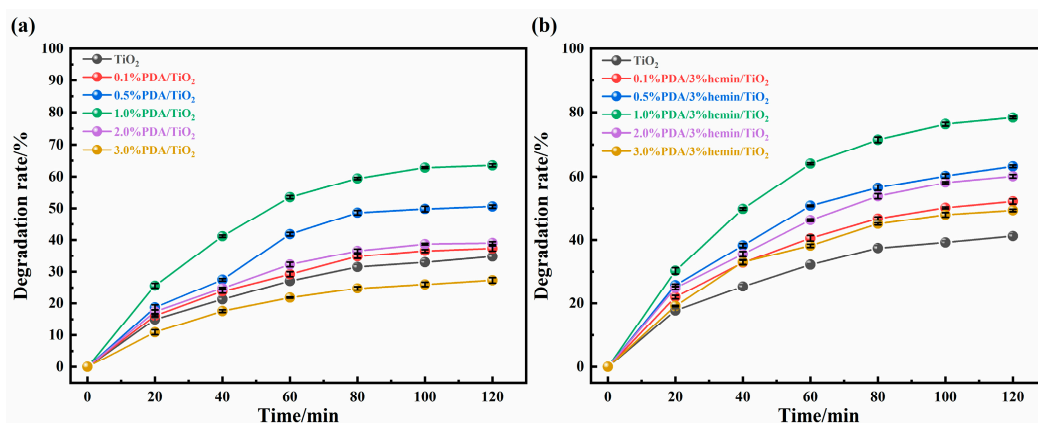 (a)
100
90
80
70
60
50
40
30
20
10
0
Degradation rate/%
TiO₂
0.1%PDA/TiO₂
0.5%PDA/TiO₂
1.0%PDA/TiO₂
2.0%PDA/TiO₂
3.0%PDA/TiO₂
0 20 40 60 80 100 120
Time/min
(b)
100
80
60
40
20
0
Degradation rate/%
TiO₂
0.1%PDA/3%hemin/TiO₂
0.5%PDA/3%hemin/TiO₂
1.0%PDA/3%hemin/TiO₂
2.0%PDA/3%hemin/TiO₂
3.0%PDA/3%hemin/TiO₂
0 20 40 60 80 100 120
Time/min